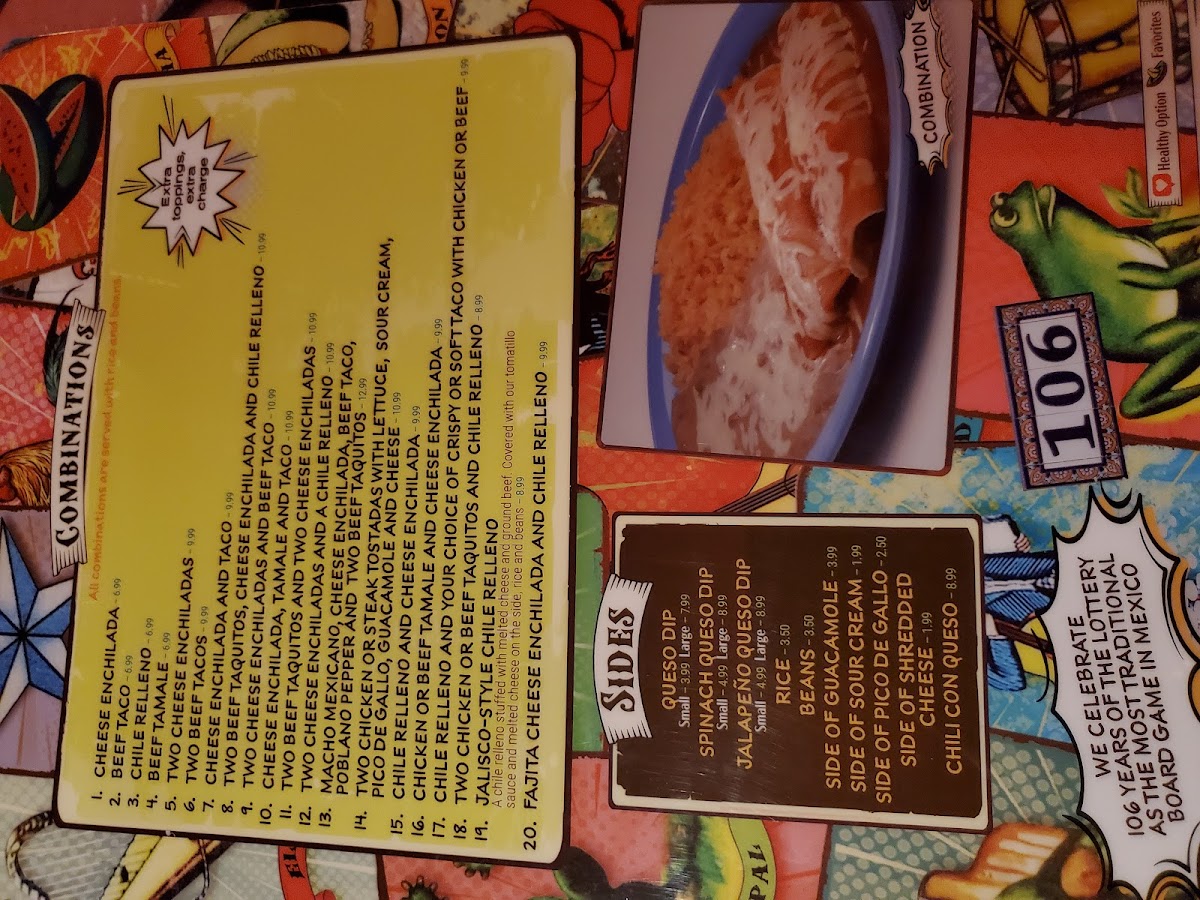 COMBINATIONS
All combinations are served with rice and beans
Extra
toppings,
extra
charge
1. CHEESE ENCHILADA - 6.99
2. BEEF TACO - 6.99
3. CHILE RELLENO - 6.99
4. BEEF TAMALE - 6.99
5. TWO CHEESE ENCHILADAS - 9.99
6. TWO BEEF TACOS - 9.99
7. CHEESE ENCHILADA AND TACO - 9.99
8. TWO BEEF TAQUITOS, CHEESE ENCHILADA AND CHILE RELLENO - 10.99
9. TWO CHEESE ENCHILADAS AND BEEF TACO - 10.99
10. CHEESE ENCHILADA, TAMALE AND TACO - 10.99
11. TWO BEEF TAQUITOS AND TWO CHEESE ENCHILADAS - 10.99
12. TWO CHEESE ENCHILADAS AND A CHILE RELLENO - 10.99
13. MACHO MEXICANO, CHEESE ENCHILADA, BEEF TACO,
POBLANO PEPPER AND TWO BEEF TAQUITOS - 12.99
14. TWO CHICKEN OR STEAK TOSTADAS WITH LETTUCE, SOUR CREAM,
PICO DE GALLO, GUACAMOLE AND CHEESE - 10.99
15. CHILE RELLENO AND CHEESE ENCHILADA - 9.99
16. CHICKEN OR BEEF TAMALE AND CHEESE ENCHILADA - 9.99
17. CHILE RELLENO AND YOUR CHOICE OF CRISPY OR SOFT TACO WITH CHICKEN OR BEEF - 9.99
18. TWO CHICKEN OR BEEF TAQUITOS AND CHILE RELLENO - 8.99
19. JALISCO-STYLE CHILE RELLENO
A chile relleno stuffed with melted cheese and ground beef. Covered with our tomatillo
sauce and melted cheese on the side, rice and beans - 8.99
20. FAJITA CHEESE ENCHILADA AND CHILE RELLENO - 9.99
SIDES
QUESO DIP
Small - 3.99 Large - 7.99
SPINACH QUESO DIP
Small - 4.99 Large - 8.99
JALAPEÑO QUESO DIP
Small - 4.99 Large - 8.99
RICE - 3.50
BEANS - 3.50
SIDE OF GUACAMOLE - 3.99
SIDE OF SOUR CREAM - 1.99
SIDE OF PICO DE GALLO - 2.50
SIDE OF SHREDDED
CHEESE - 1.99
CHILI CON QUESO - 8.99
COMBINATION
WE CELEBRATE
106 YEARS OF THE LOTTERY
AS THE MOST TRADITIONAL
BOARD GAME IN MEXICO
106
Healthy Option Favorites